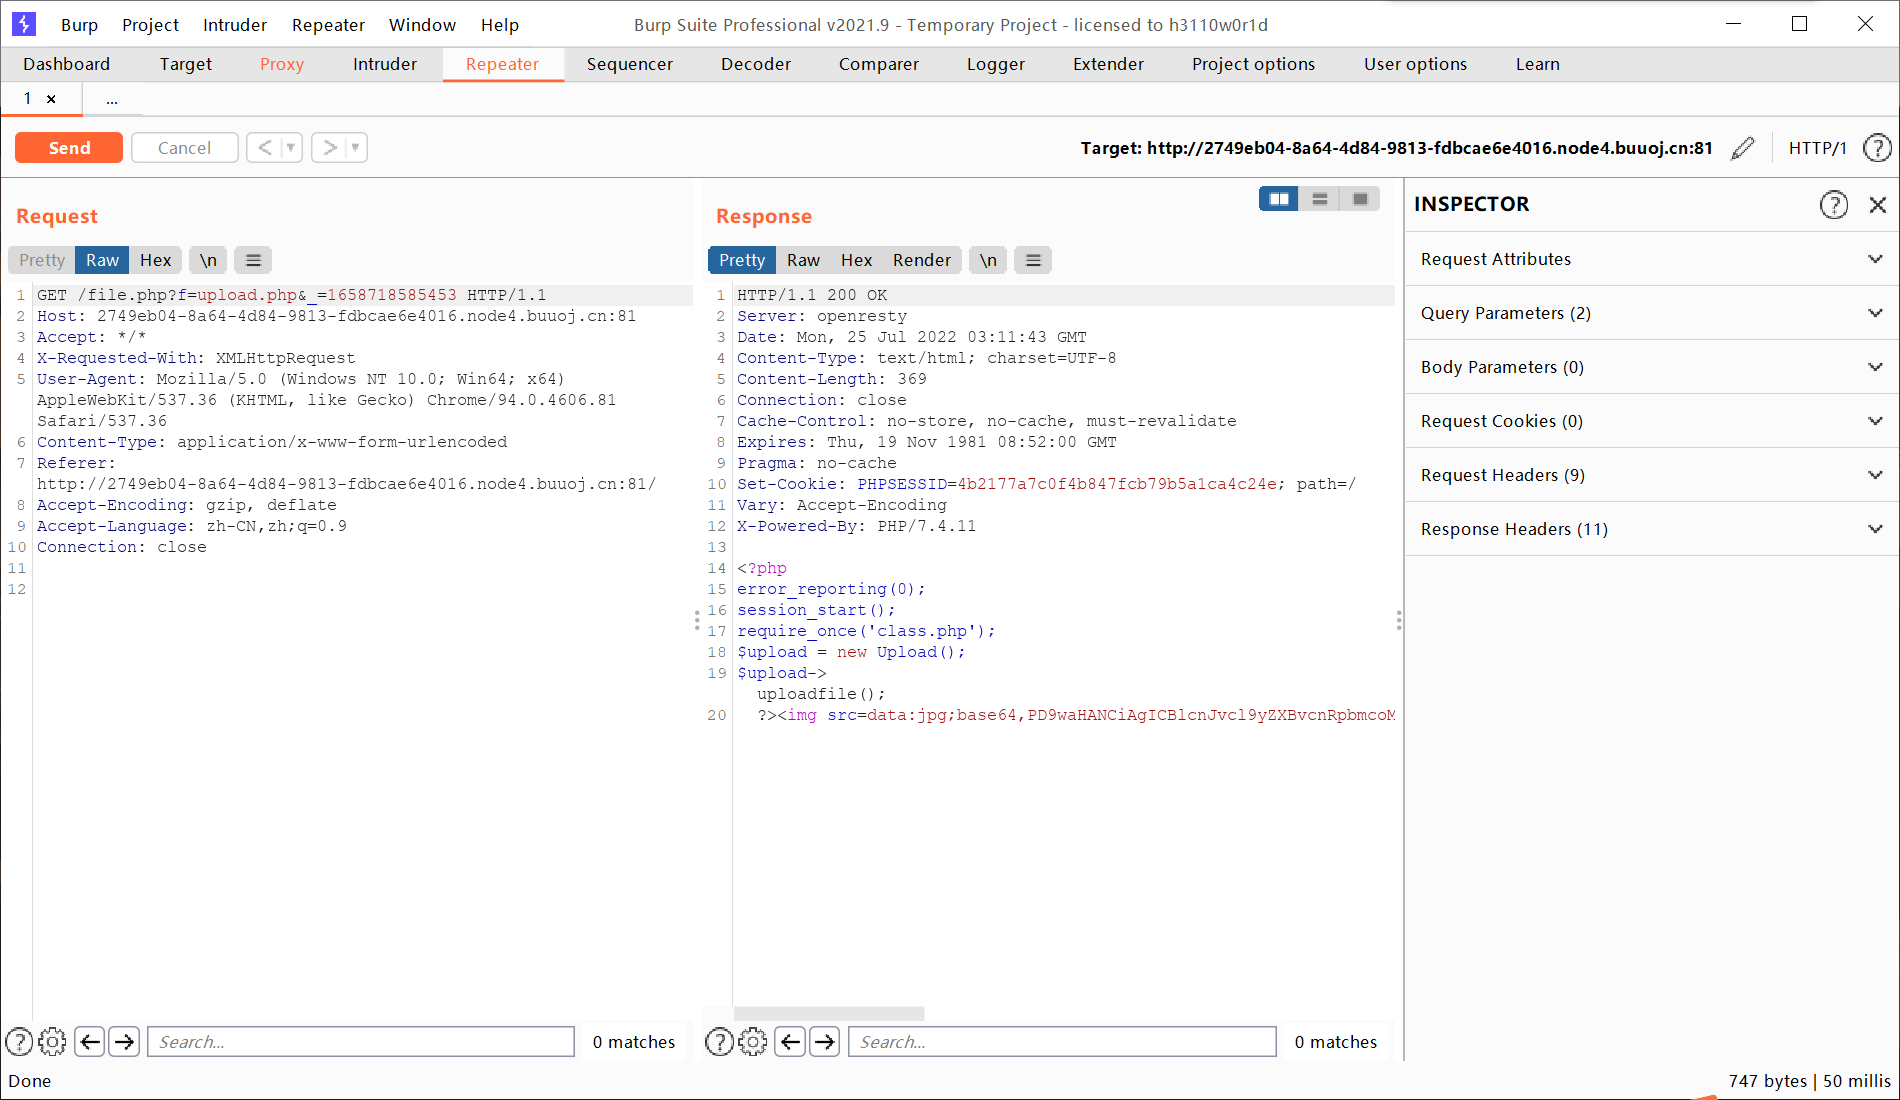 Burp Project Intruder Repeater Window Help Burp Suite Professional v2021.9 - Temporary Project - licensed to h3110w0r1d
Dashboard Target Proxy Intruder Repeater Sequencer Decoder Comparer Logger Extender Project options User options Learn
1 × ...
Send Cancel < ▼ > ▼ Target: http://2749eb04-8a64-4d84-9813-fdbcae6e4016.node4.buuoj.cn:81 HTTP/1 ?
Request
Pretty Raw Hex \n
1 GET /file.php?f=upload.php&_=1658718585453 HTTP/1.1
2 Host: 2749eb04-8a64-4d84-9813-fdbcae6e4016.node4.buuoj.cn:81
3 Accept: */*
4 X-Requested-With: XMLHttpRequest
5 User-Agent: Mozilla/5.0 (Windows NT 10.0; Win64; x64)
AppleWebKit/537.36 (KHTML, like Gecko) Chrome/94.0.4606.81
Safari/537.36
6 Content-Type: application/x-www-form-urlencoded
7 Referer:
http://2749eb04-8a64-4d84-9813-fdbcae6e4016.node4.buuoj.cn:81/
8 Accept-Encoding: gzip, deflate
9 Accept-Language: zh-CN,zh;q=0.9
10 Connection: close
11
12
? Search... 0 matches
Response
Pretty Raw Hex Render \n
1 HTTP/1.1 200 OK
2 Server: openresty
3 Date: Mon, 25 Jul 2022 03:11:43 GMT
4 Content-Type: text/html; charset=UTF-8
5 Content-Length: 369
6 Connection: close
7 Cache-Control: no-store, no-cache, must-revalidate
8 Expires: Thu, 19 Nov 1981 08:52:00 GMT
9 Pragma: no-cache
10 Set-Cookie: PHPSESSID=4b2177a7c0f4b847fcb79b5a1ca4c24e; path=/
11 Vary: Accept-Encoding
12 X-Powered-By: PHP/7.4.11
13
14 <?php
15 error_reporting(0);
16 session_start();
17 require_once('class.php');
18 $upload = new Upload();
19 $upload->
uploadfile();
20 ?><img src=data:jpg;base64,PD9waHANCiAgICBlcnJvcl9yZXBvcnRpbmcoM
? Search... 0 matches
INSPECTOR ?
Request Attributes
Query Parameters (2)
Body Parameters (0)
Request Cookies (0)
Request Headers (9)
Response Headers (11)
Done 747 bytes | 50 millis